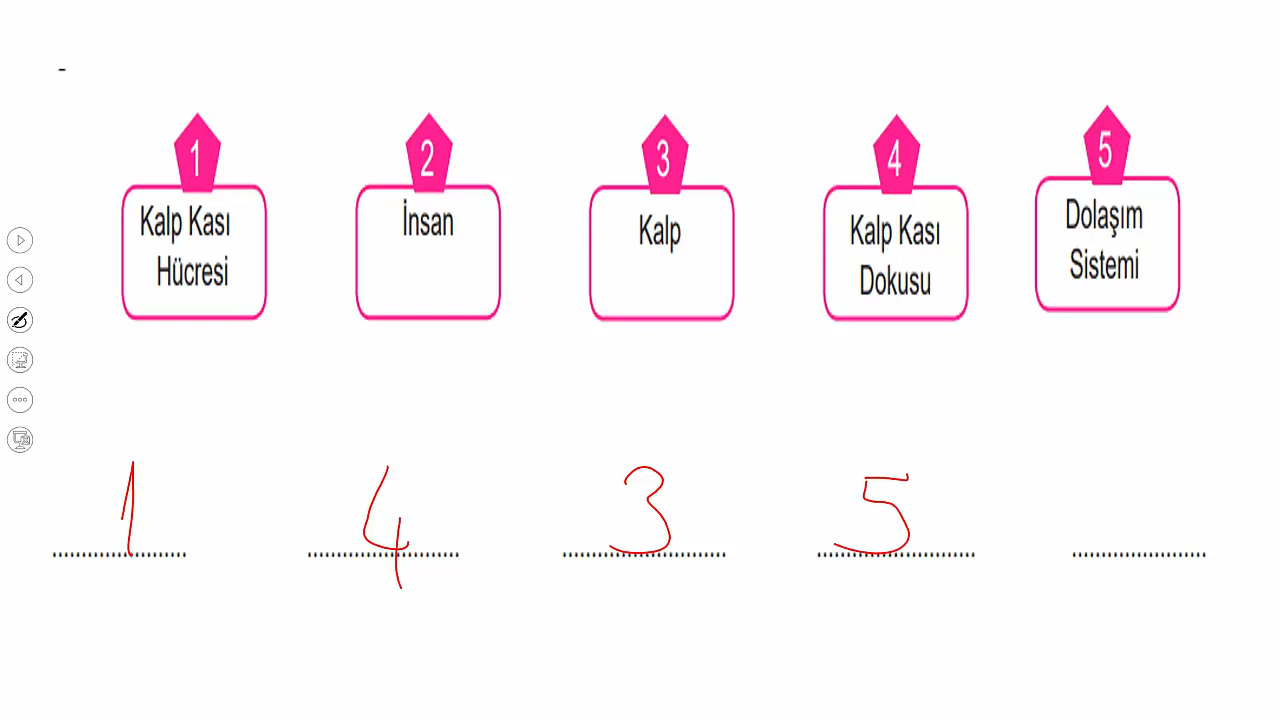 -
1
2
3
4
5
Kalp Kası
Hücresi
İnsan
Kalp
Kalp Kası
Dokusu
Dolaşım
Sistemi
1
4
3
5